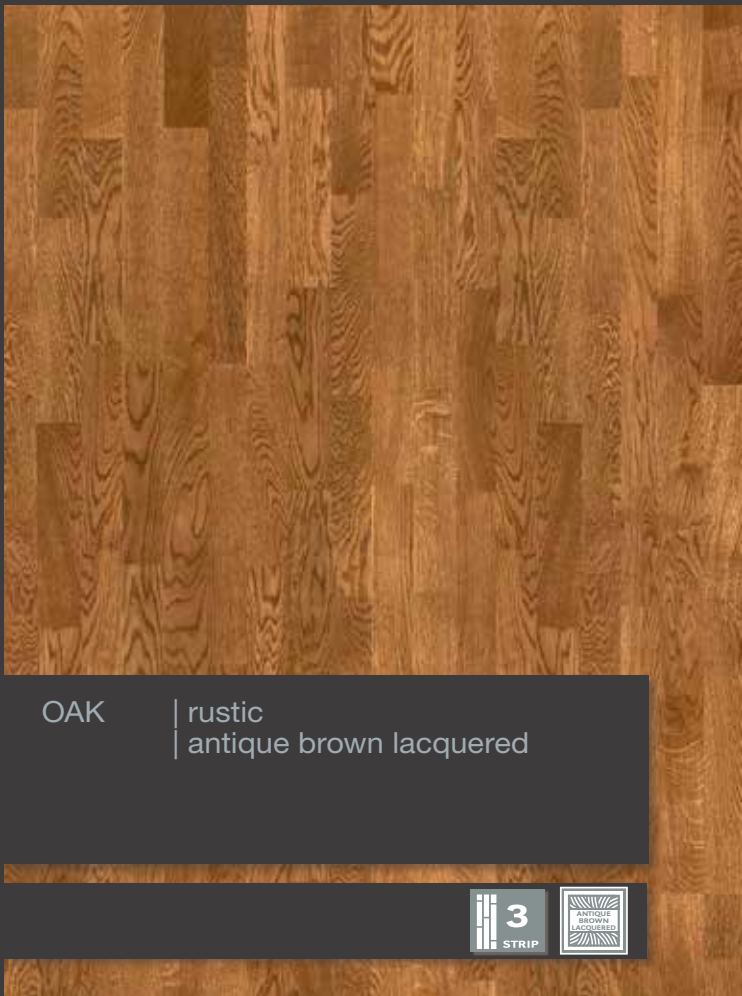 OAK | rustic
| antique brown lacquered
3
STRIP
ANTIQUE
BROWN
LACQUERED